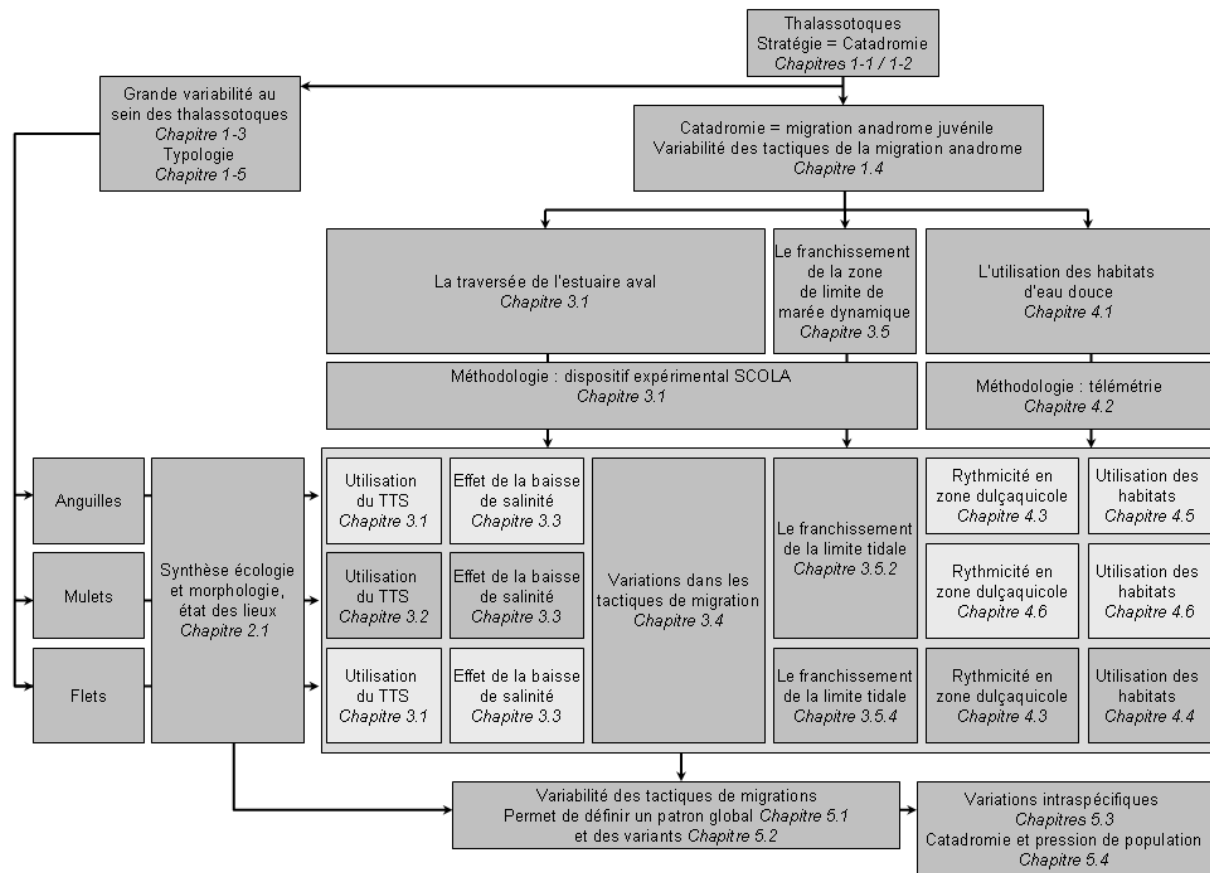 Thalassotoques
Stratégie = Catadromie
Chapitres 1-1 / 1-2
Grande variabilité au
sein des thalassotoques
Chapitre 1-3
Typologie
Chapitre 1-5
Catadromie = migration anadrome juvénile
Variabilité des tactiques de la migration anadrome
Chapitre 1.4
La traversée de l'estuaire aval
Chapitre 3.1
Le franchissement
de la zone
de limite de
marée dynamique
Chapitre 3.5
L'utilisation des habitats
d'eau douce
Chapitre 4.1
Méthodologie : dispositif expérimental SCOLA
Chapitre 3.1
Méthodologie : télémétrie
Chapitre 4.2
Anguilles
Mulets
Flets
Synthèse écologie
et morphologie,
état des lieux
Chapitre 2.1
Utilisation
du TTS
Chapitre 3.1
Effet de la baisse
de salinité
Chapitre 3.3
Utilisation
du TTS
Chapitre 3.2
Effet de la baisse
de salinité
Chapitre 3.3
Utilisation
du TTS
Chapitre 3.1
Effet de la baisse
de salinité
Chapitre 3.3
Variations dans les
tactiques de migration
Chapitre 3.4
Le franchissement
de la limite tidale
Chapitre 3.5.2
Le franchissement
de la limite tidale
Chapitre 3.5.4
Rythmicité en
zone dulçaquicole
Chapitre 4.3
Utilisation des
habitats
Chapitre 4.5
Rythmicité en
zone dulçaquicole
Chapitre 4.6
Utilisation des
habitats
Chapitre 4.6
Rythmicité en
zone dulçaquicole
Chapitre 4.3
Utilisation des
habitats
Chapitre 4.4
Variabilité des tactiques de migrations
Permet de définir un patron global Chapitre 5.1
et des variants Chapitre 5.2
Variations intraspécifiques
Chapitres 5.3
Catadromie et pression de population
Chapitre 5.4